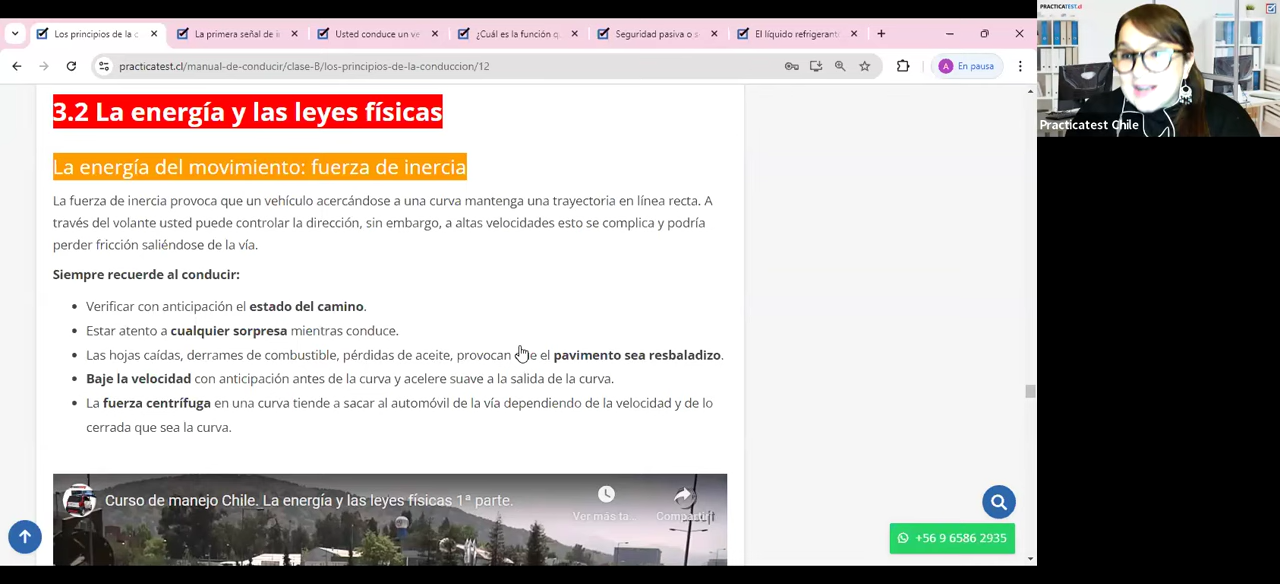 Los principios de la c
La primera señal de i
Usted conduce un ve
¿Cuál es la función q
Seguridad pasiva o s
El líquido refrigerant
practicatest.cl/manual-de-conducir/clase-B/los-principios-de-la-conduccion/12
A En pausa
PRACTICATEST.cl
Practicatest Chile
3.2 La energía y las leyes físicas
La energía del movimiento: fuerza de inercia
La fuerza de inercia provoca que un vehículo acercándose a una curva mantenga una trayectoria en línea recta. A
través del volante usted puede controlar la dirección, sin embargo, a altas velocidades esto se complica y podría
perder fricción saliéndose de la vía.
Siempre recuerde al conducir:
• Verificar con anticipación el estado del camino.
• Estar atento a cualquier sorpresa mientras conduce.
• Las hojas caídas, derrames de combustible, pérdidas de aceite, provocan e el pavimento sea resbaladizo.
• Baje la velocidad con anticipación antes de la curva y acelere suave a la salida de la curva.
• La fuerza centrífuga en una curva tiende a sacar al automóvil de la vía dependiendo de la velocidad y de lo
cerrada que sea la curva.
Curso de manejo Chile. La energía y las leyes físicas 1ª parte.
Ver más ta...
Compartir
+56 9 6586 2935